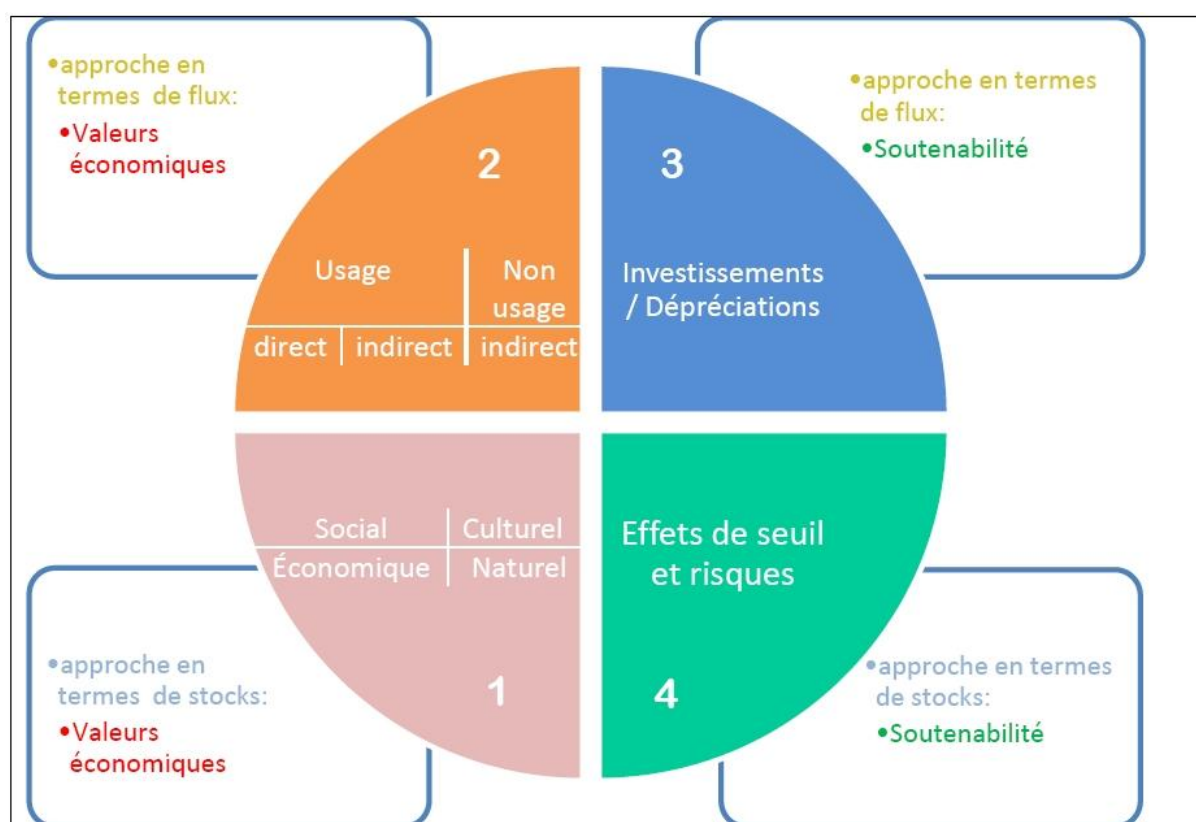 •approche en
termes de flux:
•Valeurs
économiques
•approche en termes
de flux:
•Soutenabilité
2
Usage
Non
usage
direct
indirect
indirect
3
Investissements
/ Dépréciations
Social
Culturel
Économique
Naturel
1
Effets de seuil
et risques
4
•approche en
termes de stocks:
•Valeurs
économiques
•approche en termes
de stocks:
•Soutenabilité